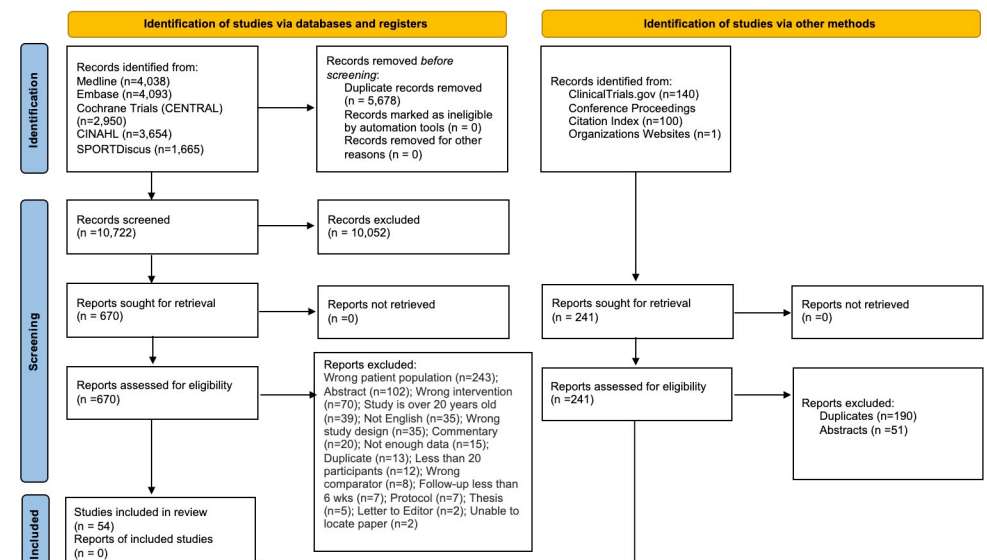 Identification of studies via databases and registers
Identification of studies via other methods
Identification
Records identified from:
Medline (n=4,038)
Embase (n=4,093)
Cochrane Trials (CENTRAL)
(n=2,950)
CINAHL (n=3,654)
SPORTDiscus (n=1,665)
Records removed before
screening:
Duplicate records removed
(n = 5,678)
Records marked as ineligible
by automation tools (n = 0)
Records removed for other
reasons (n = 0)
Records identified from:
ClinicalTrials.gov (n=140)
Conference Proceedings
Citation Index (n=100)
Organizations Websites (n=1)
Screening
Records screened
(n =10,722)
Records excluded
(n = 10,052)
Reports sought for retrieval
(n = 670)
Reports not retrieved
(n =0)
Reports sought for retrieval
(n = 241)
Reports not retrieved
(n =0)
Reports assessed for eligibility
(n =670)
Reports excluded:
Wrong patient population (n=243);
Abstract (n=102); Wrong intervention
(n=70); Study is over 20 years old
(n=39); Not English (n=35); Wrong
study design (n=35); Commentary
(n=20); Not enough data (n=15);
Duplicate (n=13); Less than 20
participants (n=12); Wrong
comparator (n=8); Follow-up less than
6 wks (n=7); Protocol (n=7); Thesis
(n=5); Letter to Editor (n=2); Unable to
locate paper (n=2)
Reports assessed for eligibility
(n =241)
Reports excluded:
Duplicates (n=190)
Abstracts (n =51)
Included
Studies included in review
(n = 54)
Reports of included studies
(n = 0)